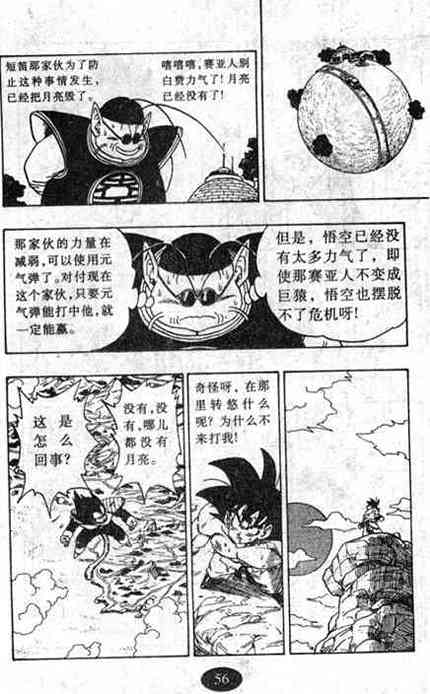 嘻嘻嘻，赛亚人别
白费力气了！月亮
已经没有了！
短笛那家伙为了防
止这种事情发生，
已经把月亮毁了。
但是，悟空已经没
有太多力气了，即
使那赛亚人不变成
巨猿，悟空也摆脱
不了危机呀！
那家伙的力量在
减弱，可以使用元
气弹了。对付现在
这个家伙，只要元
气弹能打中他，就
一定能赢。
奇怪呀，在那
里转悠什么
呢？为什么不
来打我！
没有，没
有，哪儿
都没有
月亮。
这是
怎么
回事？
56